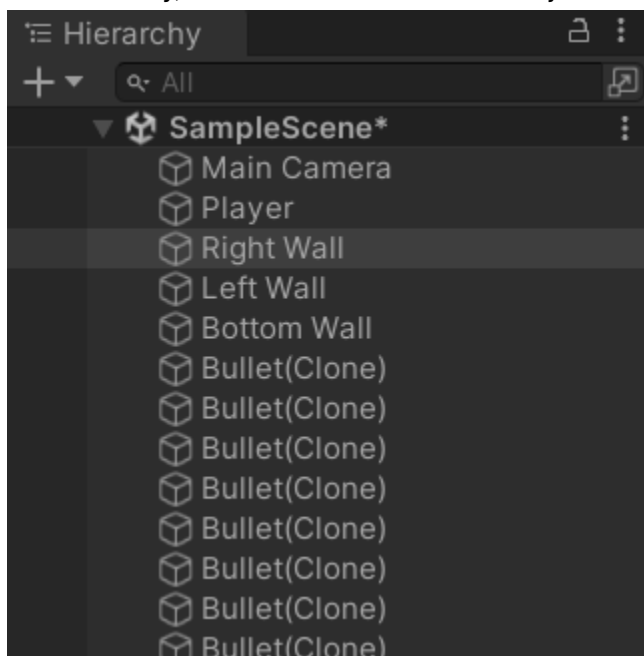 Hierarchy
All
SampleScene*
Main Camera
Player
Right Wall
Left Wall
Bottom Wall
Bullet(Clone)
Bullet(Clone)
Bullet(Clone)
Bullet(Clone)
Bullet(Clone)
Bullet(Clone)
Bullet(Clone)
Bullet(Clone)